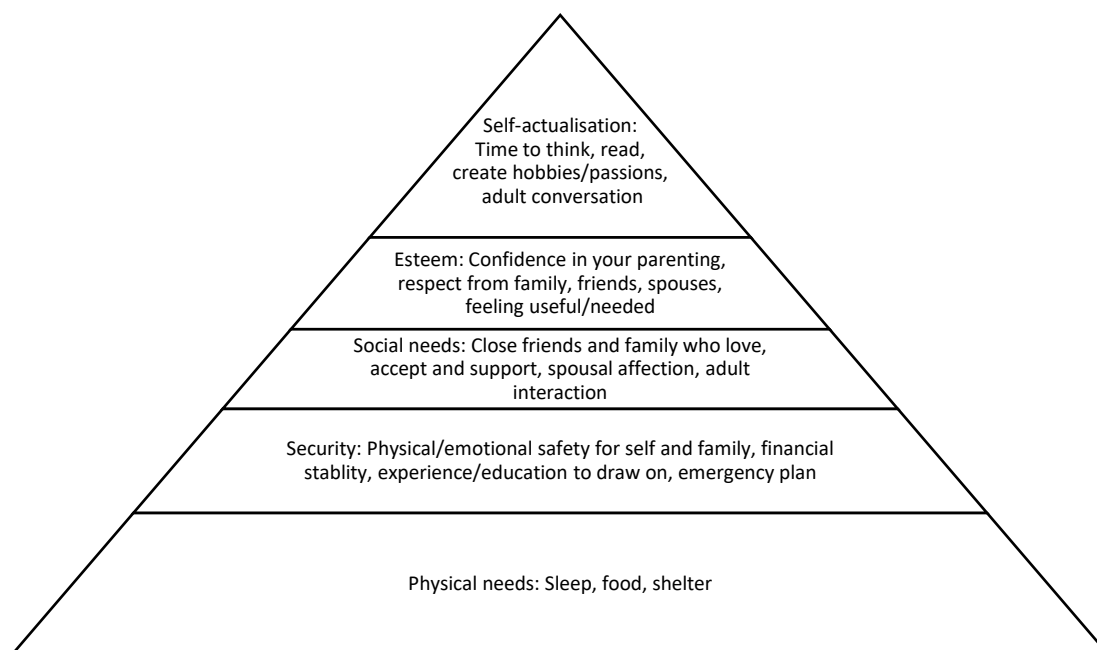 Self-actualisation:
Time to think, read,
create hobbies/passions,
adult conversation
Esteem: Confidence in your parenting,
respect from family, friends, spouses,
feeling useful/needed
Social needs: Close friends and family who love,
accept and support, spousal affection, adult
interaction
Security: Physical/emotional safety for self and family, financial
stablity, experience/education to draw on, emergency plan
Physical needs: Sleep, food, shelter